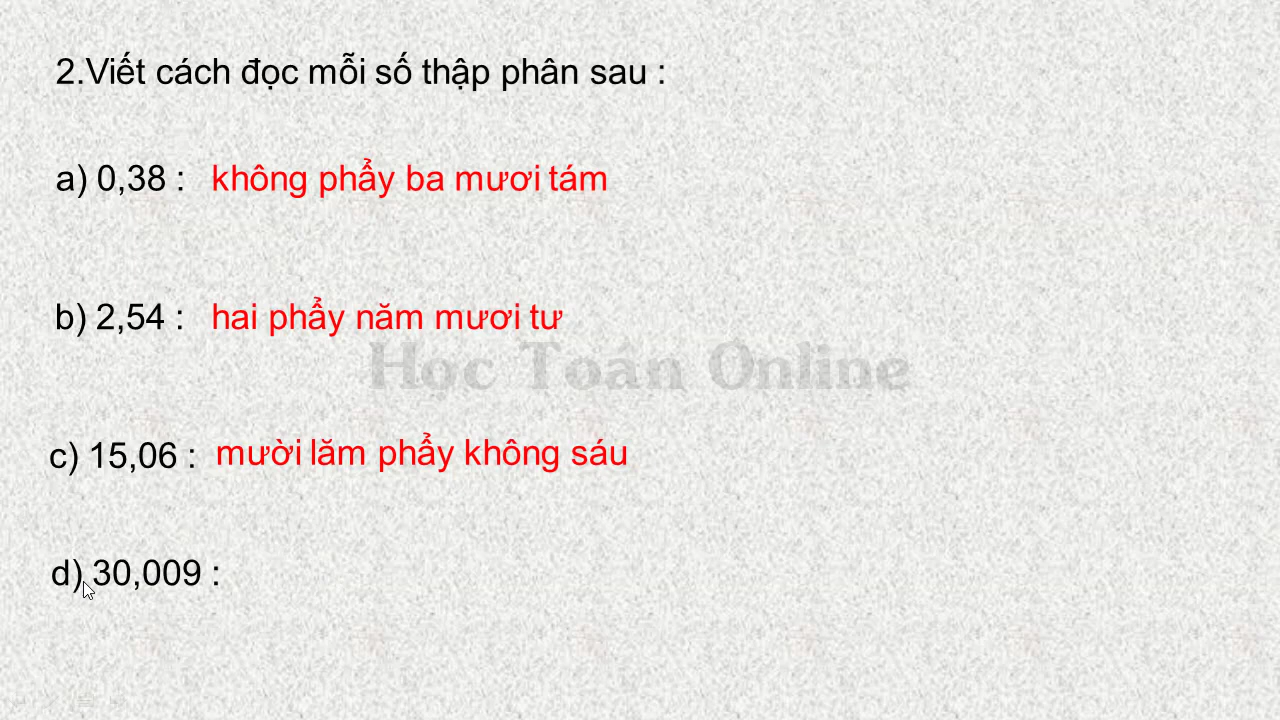 2.Viết cách đọc mỗi số thập phân sau :
a) 0,38 : không phẩy ba mươi tám
b) 2,54 : hai phẩy năm mươi tư
Học Toán Online
c) 15,06 : mười lăm phẩy không sáu
d) 30,009 :